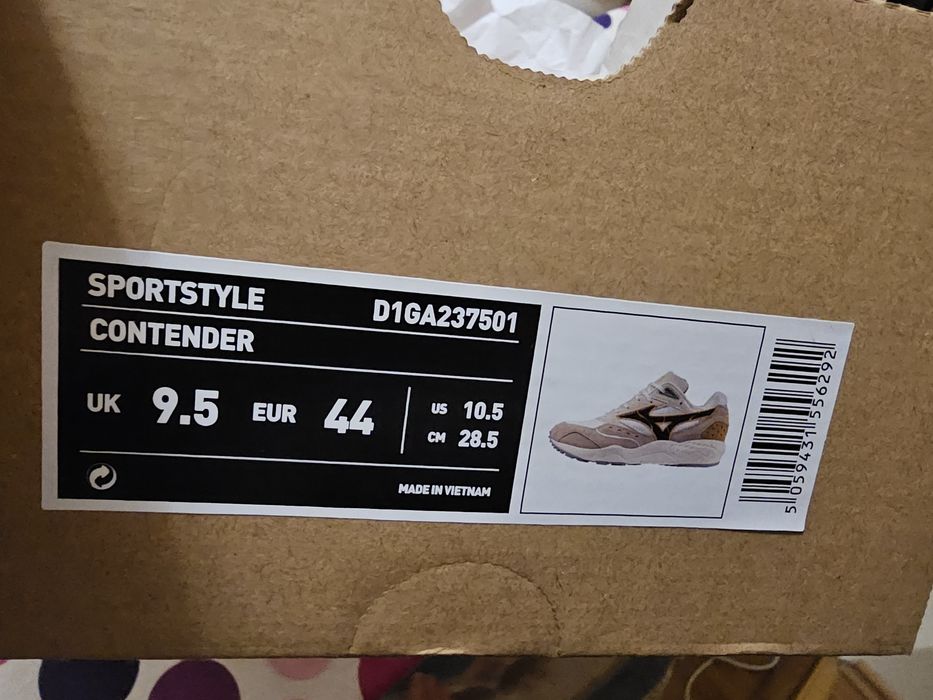 SPORTSTYLE D1GA237501
CONTENDER
UK 9.5 EUR 44 US 10.5
CM 28.5
MADE IN VIETNAM
5 059431 556292